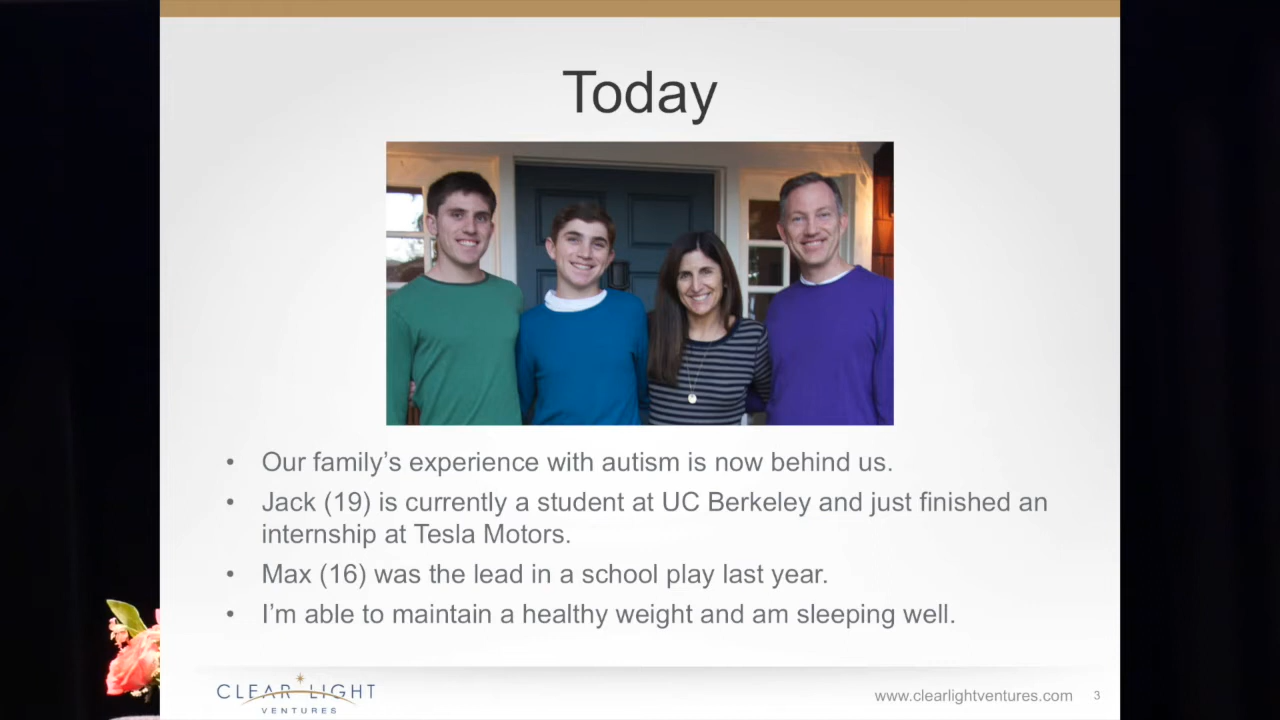 Today
• Our family's experience with autism is now behind us.
• Jack (19) is currently a student at UC Berkeley and just finished an
internship at Tesla Motors.
• Max (16) was the lead in a school play last year.
• I'm able to maintain a healthy weight and am sleeping well.
CLEAR LIGHT
VENTURES
www.clearlightventures.com 3